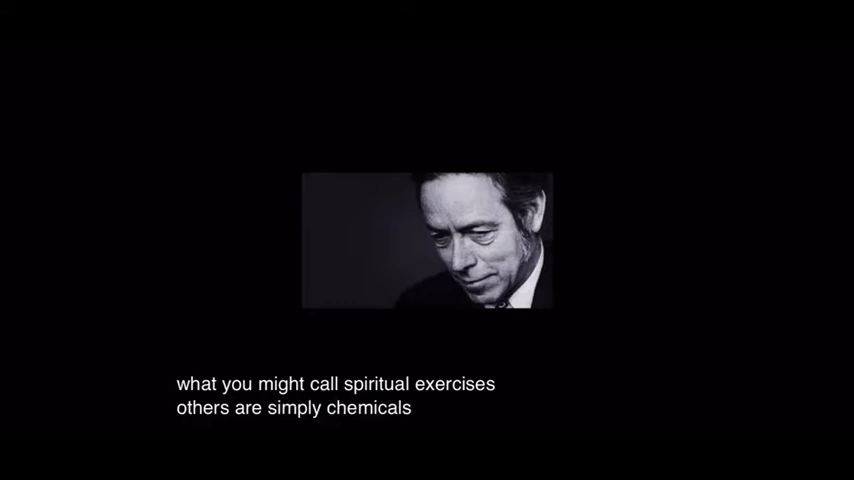 what you might call spiritual exercises
others are simply chemicals